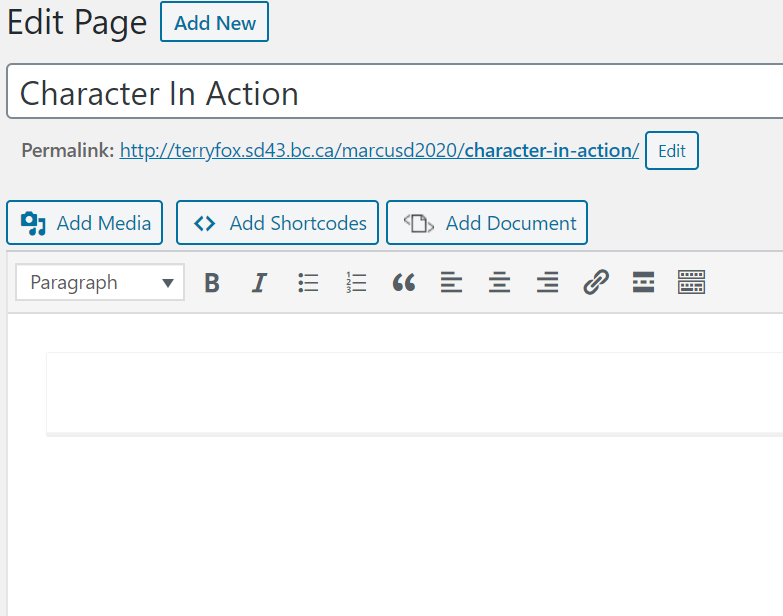 Edit Page Add New
Character In Action
Permalink: http://terryfox.sd43.bc.ca/marcusd2020/character-in-action/ Edit
Add Media <> Add Shortcodes Add Document
Paragraph B I